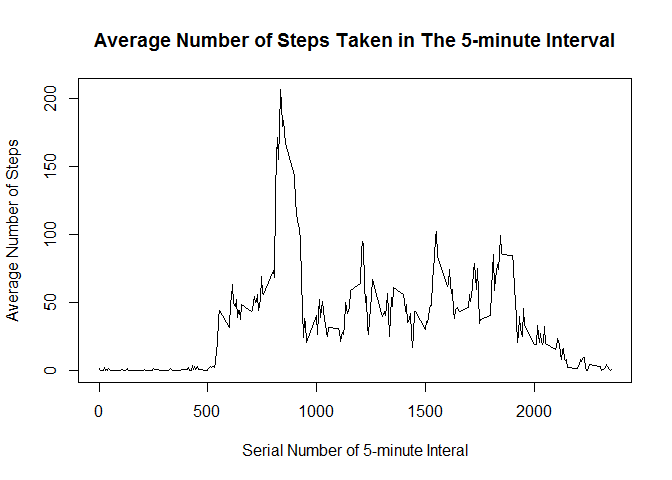 Average Number of Steps Taken in The 5-minute Interval
Average Number of Steps
200
150
100
50
0
0 500 1000 1500 2000
Serial Number of 5-minute Interal